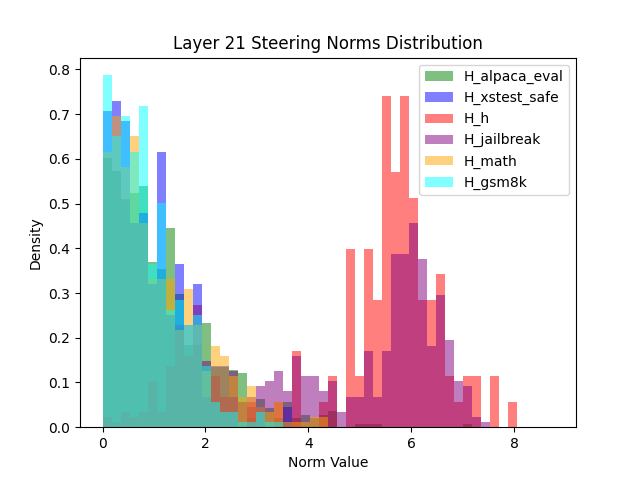 Layer 21 Steering Norms Distribution
H_alpaca_eval
H_xstest_safe
H_h
H_jailbreak
H_math
H_gsm8k
Density
0.8
0.7
0.6
0.5
0.4
0.3
0.2
0.1
0.0
0 2 4 6 8
Norm Value